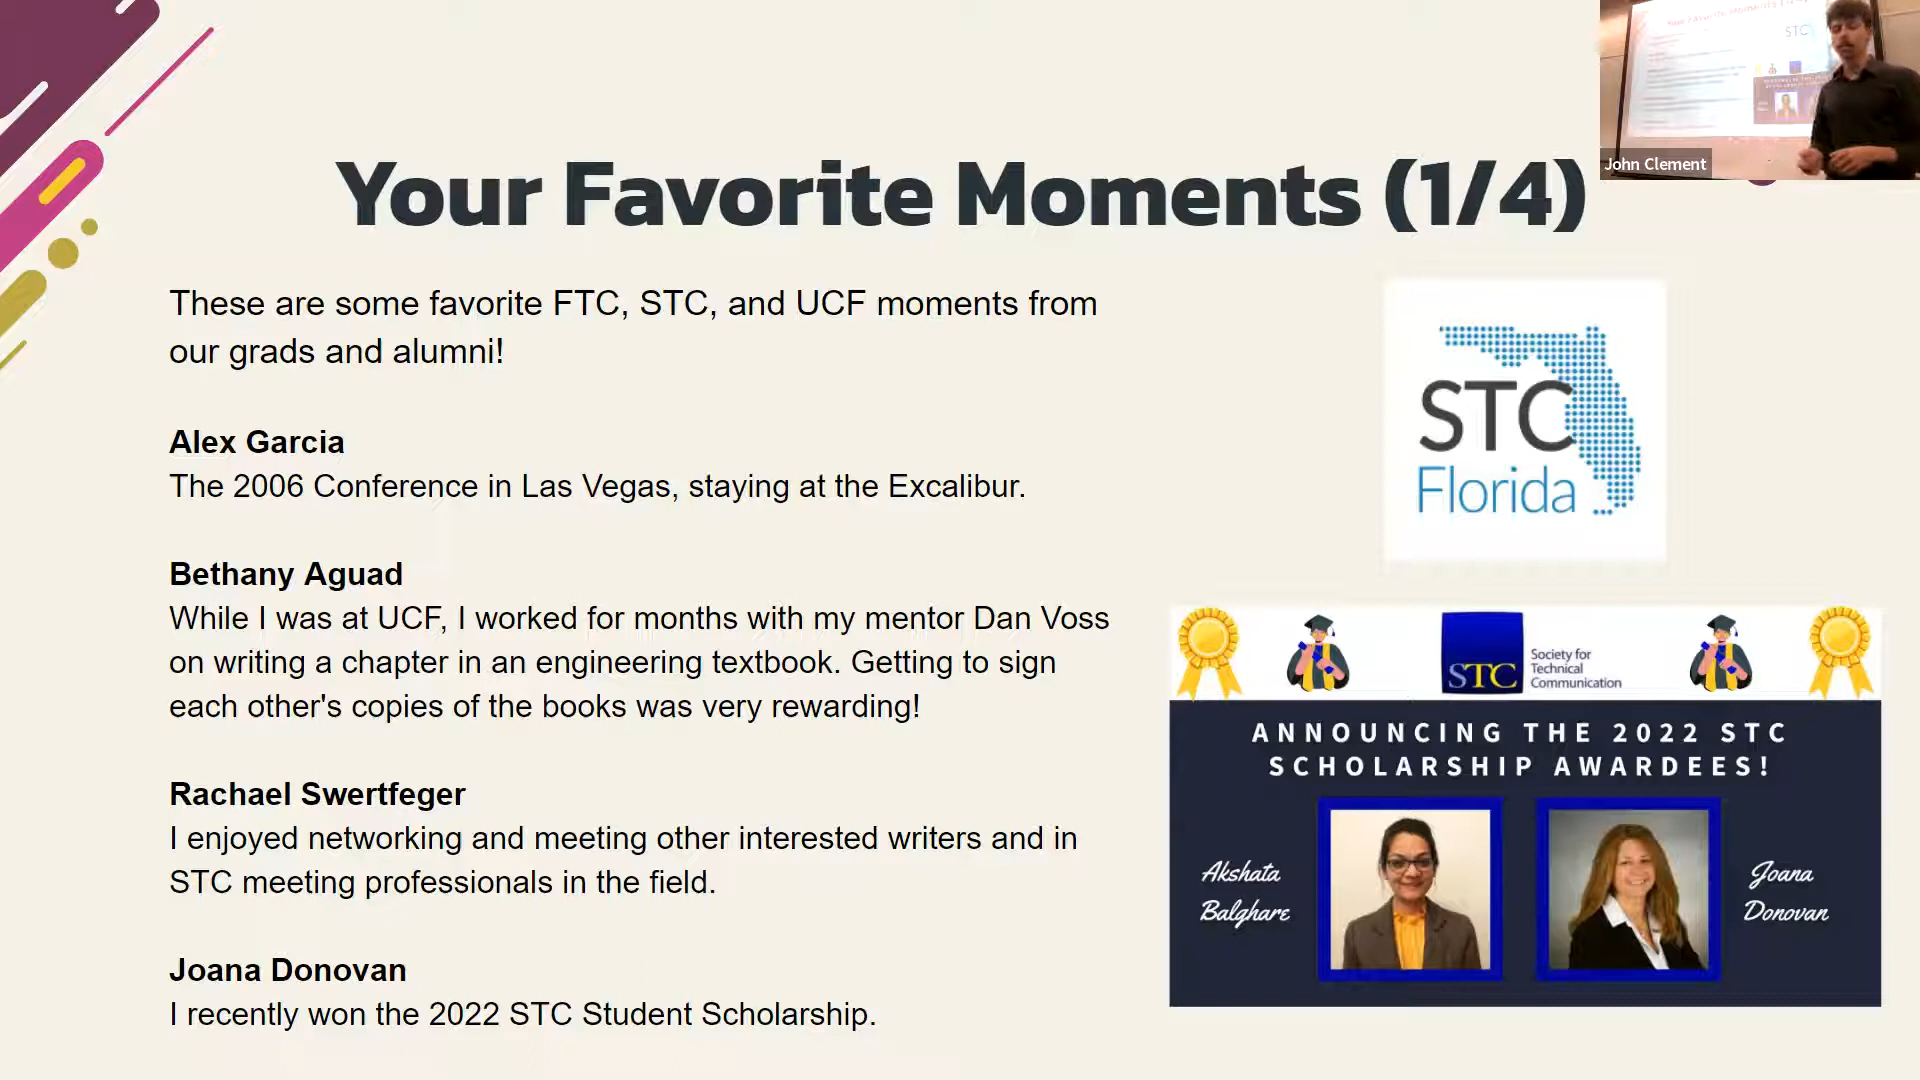 Your Favorite Moments (1/4)
John Clement
These are some favorite FTC, STC, and UCF moments from
our grads and alumni!
Alex Garcia
The 2006 Conference in Las Vegas, staying at the Excalibur.
Bethany Aguad
While I was at UCF, I worked for months with my mentor Dan Voss
on writing a chapter in an engineering textbook. Getting to sign
each other's copies of the books was very rewarding!
Rachael Swertfeger
I enjoyed networking and meeting other interested writers and in
STC meeting professionals in the field.
Joana Donovan
I recently won the 2022 STC Student Scholarship.
STC
Florida
STC
Society for
Technical
Communication
ANNOUNCING THE 2022 STC
SCHOLARSHIP AWARDEES!
Akshata
Balghare
Joana
Donovan
STC